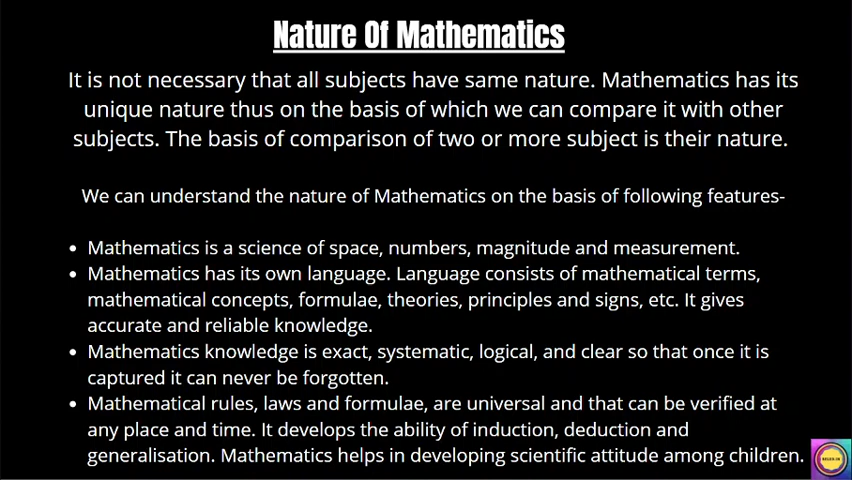 Nature Of Mathematics
It is not necessary that all subjects have same nature. Mathematics has its
unique nature thus on the basis of which we can compare it with other
subjects. The basis of comparison of two or more subject is their nature.
We can understand the nature of Mathematics on the basis of following features-
• Mathematics is a science of space, numbers, magnitude and measurement.
• Mathematics has its own language. Language consists of mathematical terms,
mathematical concepts, formulae, theories, principles and signs, etc. It gives
accurate and reliable knowledge.
• Mathematics knowledge is exact, systematic, logical, and clear so that once it is
captured it can never be forgotten.
• Mathematical rules, laws and formulae, are universal and that can be verified at
any place and time. It develops the ability of induction, deduction and
generalisation. Mathematics helps in developing scientific attitude among children.